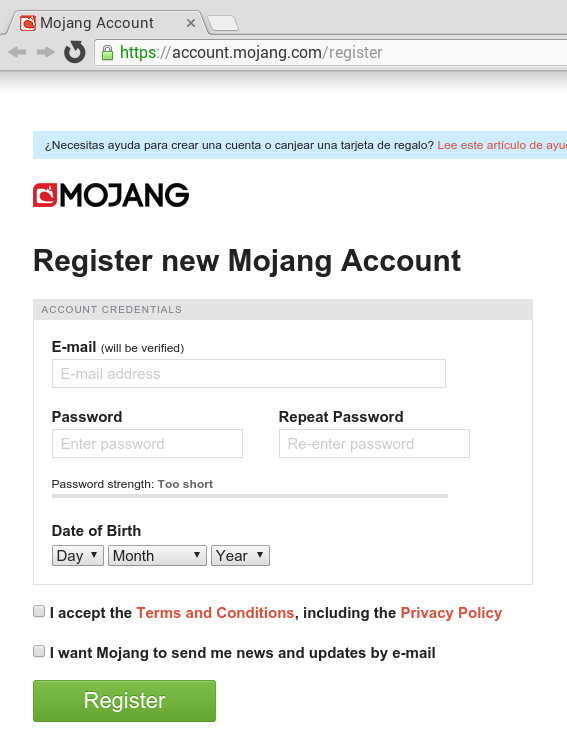 Mojang Account
https://account.mojang.com/register
¿Necesitas ayuda para crear una cuenta o canjear una tarjeta de regalo? Lee este artículo de
MOJANG
Register new Mojang Account
ACCOUNT CREDENTIALS
E-mail (will be verified)
E-mail address
Password Repeat Password
Enter password Re-enter password
Password strength: Too short
Date of Birth
Day Month Year
I accept the Terms and Conditions, including the Privacy Policy
I want Mojang to send me news and updates by e-mail
Register